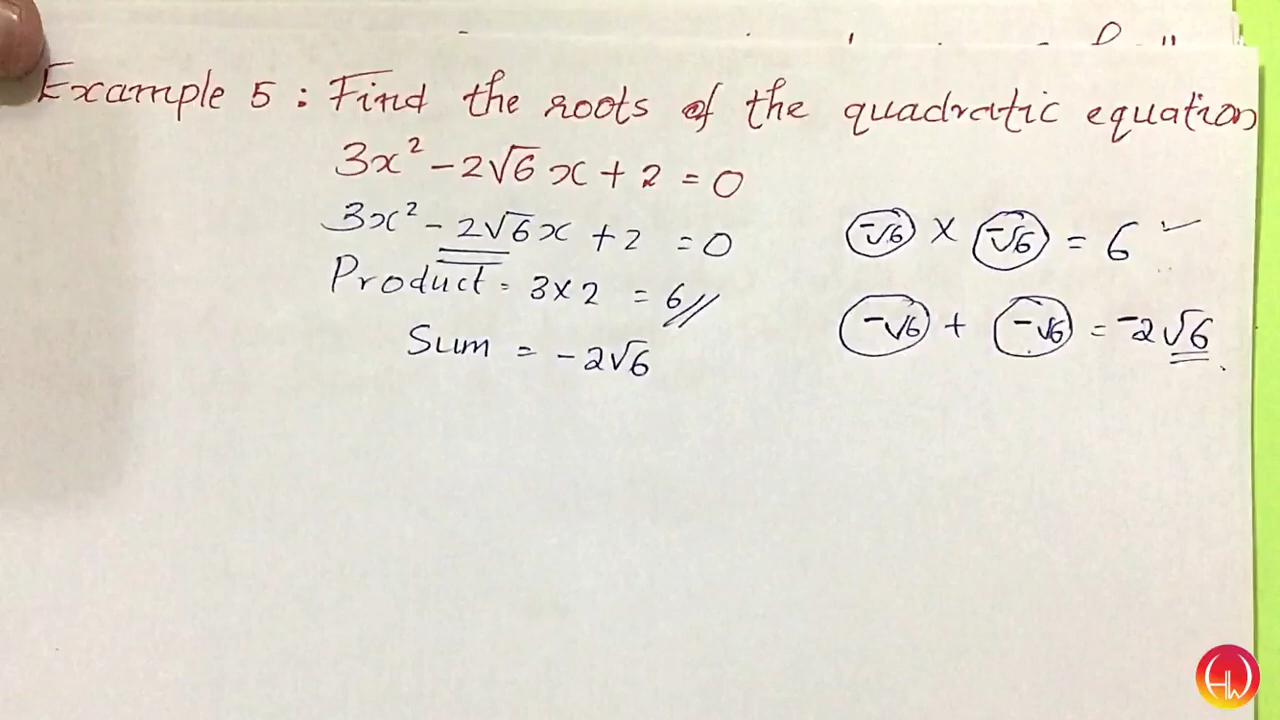 Example 5 : Find the roots of the quadratic equation
3x² - 2√6 x + 2 = 0
3x² - 2√6 x + 2 = 0
Product = 3 × 2 = 6//
Sum = - 2√6
-√6 × -√6 = 6 ✓
-√6 + -√6 = -2√6
HW